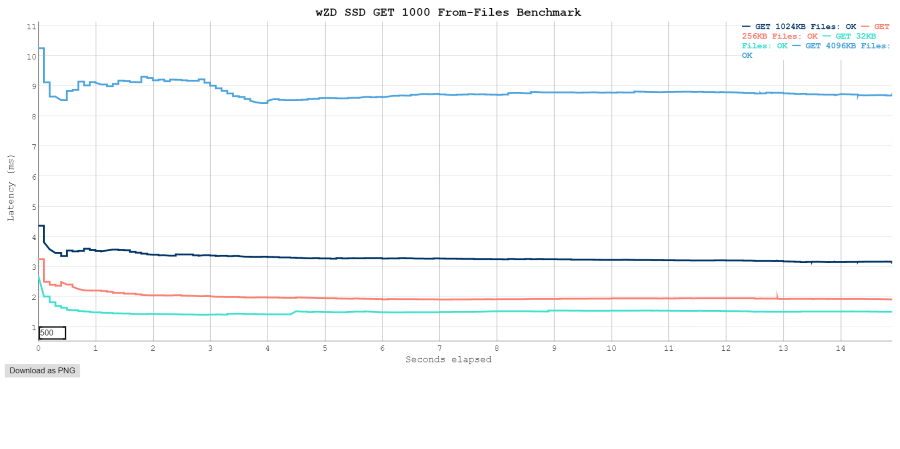 wZD SSD GET 1000 From-Files Benchmark
— GET 1024KB Files: OK — GET
256KB Files: OK — GET 32KB
Files: OK — GET 4096KB Files:
OK
11
10
9
8
7
6
5
4
3
2
1
Latency (ms)
500
0 1 2 3 4 5 6 7 8 9 10 11 12 13 14
Seconds elapsed
Download as PNG